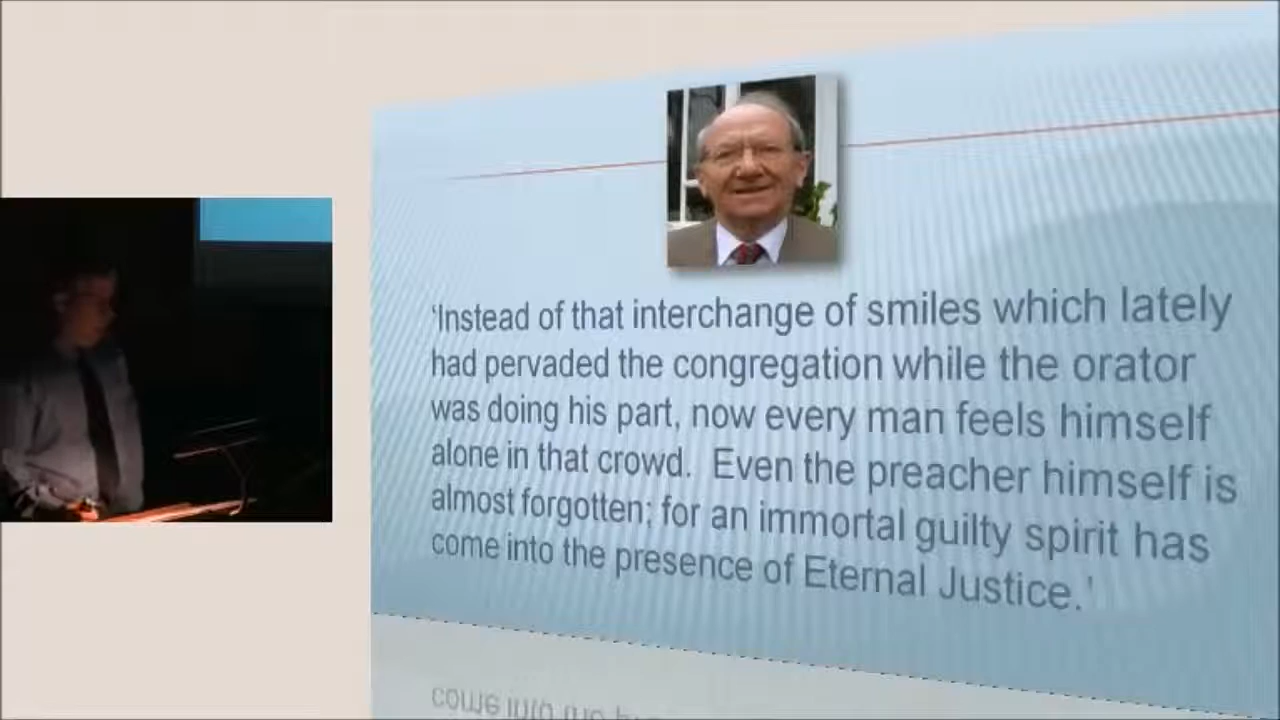 ‘Instead of that interchange of smiles which lately
had pervaded the congregation while the orator
was doing his part, now every man feels himself
alone in that crowd.  Even the preacher himself is
almost forgotten; for an immortal guilty spirit has
come into the presence of Eternal Justice.’